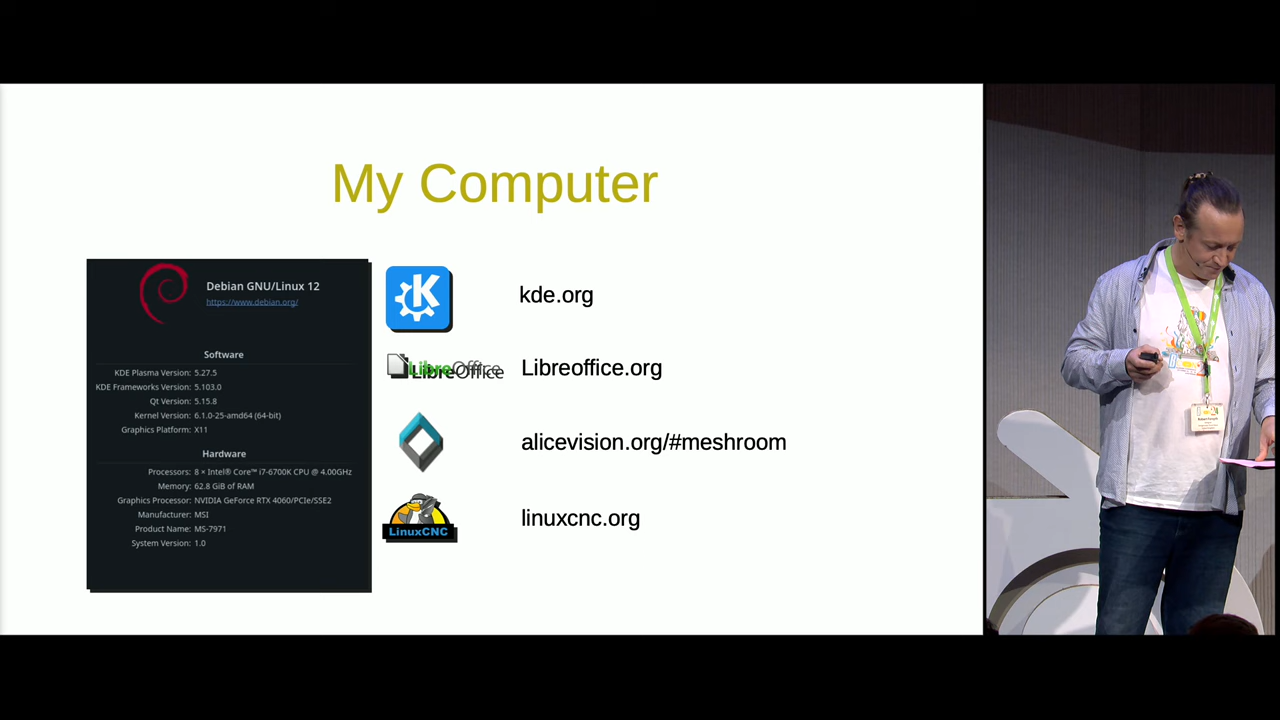 My Computer
Debian GNU/Linux 12
https://www.debian.org/
Software
KDE Plasma Version: 5.27.5
KDE Frameworks Version: 5.103.0
Qt Version: 5.15.8
Kernel Version: 6.1.0-25-amd64 (64-bit)
Graphics Platform: X11
Hardware
Processors: 8 × Intel® Core™ i7-6700K CPU @ 4.00GHz
Memory: 62.8 GiB of RAM
Graphics Processor: NVIDIA GeForce RTX 4060/PCIe/SSE2
Manufacturer: MSI
Product Name: MS-7971
System Version: 1.0
K
kde.org
LibreOffice
Libreoffice.org
alicevision.org/#meshroom
LinuxCNC
linuxcnc.org